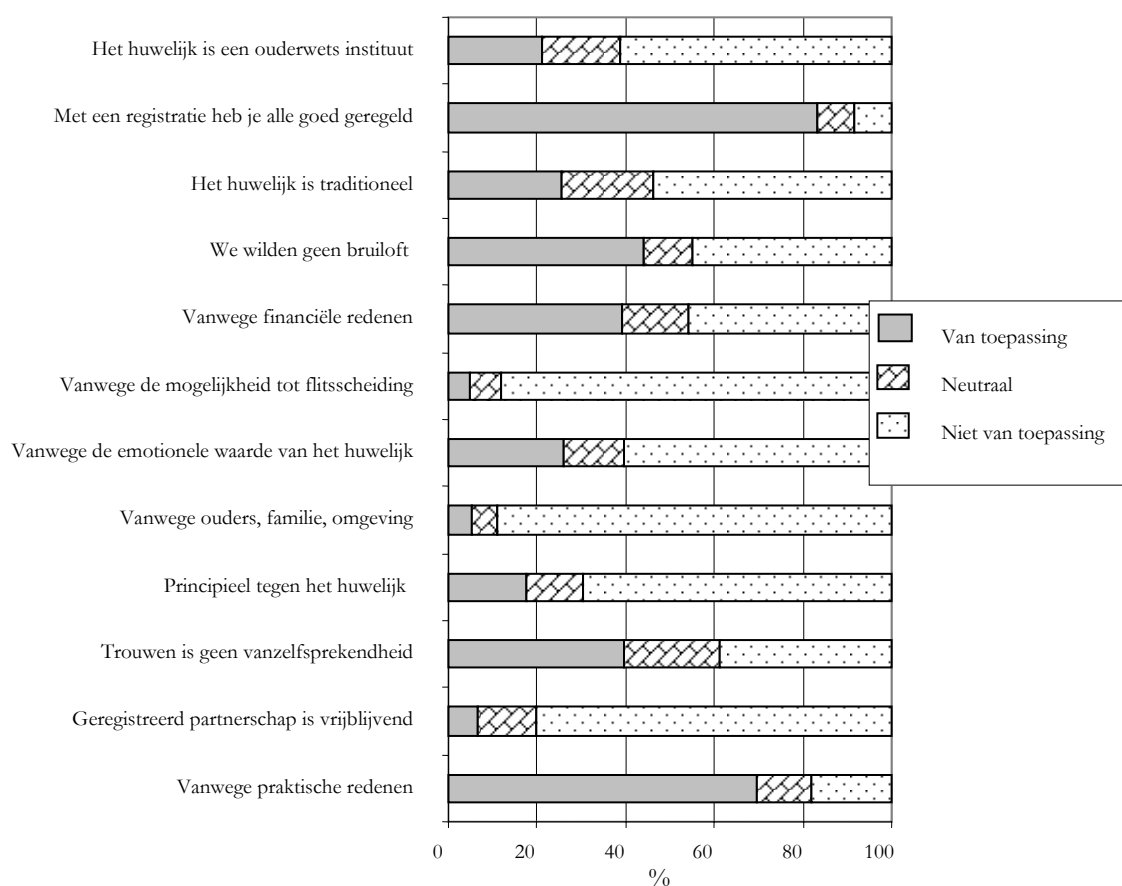 Het huwelijk is een ouderwets instituut
Met een registratie heb je alle goed geregeld
Het huwelijk is traditioneel
We wilden geen bruiloft
Vanwege financiële redenen
Vanwege de mogelijkheid tot flitsscheiding
Vanwege de emotionele waarde van het huwelijk
Vanwege ouders, familie, omgeving
Principieel tegen het huwelijk
Trouwen is geen vanzelfsprekendheid
Geregistreerd partnerschap is vrijblijvend
Vanwege praktische redenen
0 20 40 60 80 100
%
Van toepassing
Neutraal
Niet van toepassing